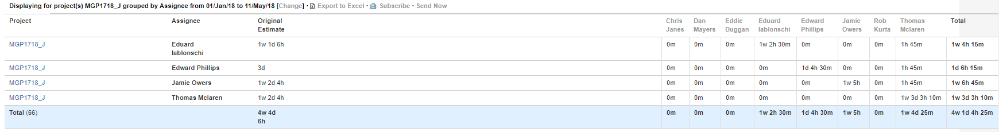 Displaying for project(s) MGP1718_J grouped by Assignee from 01/Jan/18 to 11/May/18 [Change] · Export to Excel · Subscribe · Send Now
Project Assignee Original Estimate Chris Janes Dan Mayers Eddie Duggan Eduard Iablonschi Edward Phillips Jamie Owers Rob Kurta Thomas Mclaren Total
MGP1718_J Eduard Iablonschi 1w 1d 6h 0m 0m 0m 1w 2h 30m 0m 0m 0m 1h 45m 1w 4h 15m
MGP1718_J Edward Phillips 3d 0m 0m 0m 0m 1d 4h 30m 0m 0m 1h 45m 1d 6h 15m
MGP1718_J Jamie Owers 1w 2d 4h 0m 0m 0m 0m 0m 1w 5h 0m 1h 45m 1w 6h 45m
MGP1718_J Thomas Mclaren 1w 2d 4h 0m 0m 0m 0m 0m 0m 0m 1w 3d 3h 10m 1w 3d 3h 10m
Total (66) 4w 4d 6h 0m 0m 0m 1w 2h 30m 1d 4h 30m 1w 5h 0m 1w 4d 25m 4w 1d 4h 25m